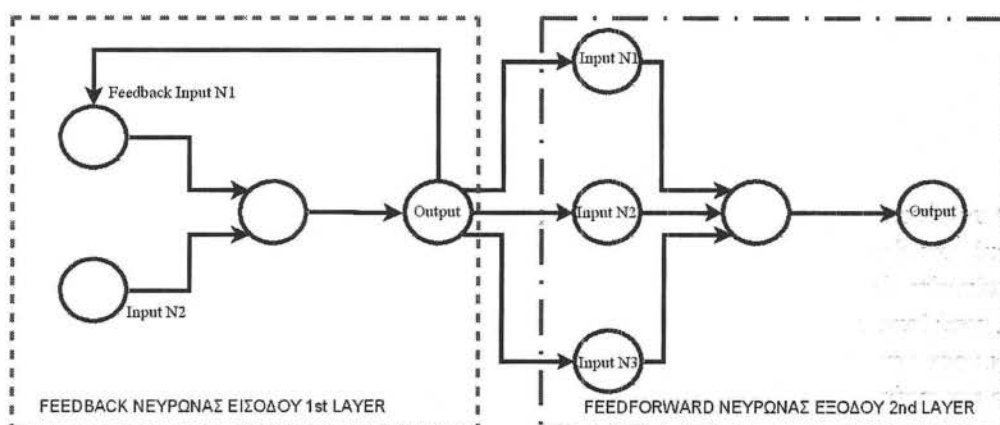 Feedback Input N1
Input N2
Output
Input N1
Input N2
Input N3
Output
FEEDBACK ΝΕΥΡΩΝΑΣ ΕΙΣΟΔΟΥ 1st LAYER
FEEDFORWARD ΝΕΥΡΩΝΑΣ ΕΞΟΔΟΥ 2nd LAYER